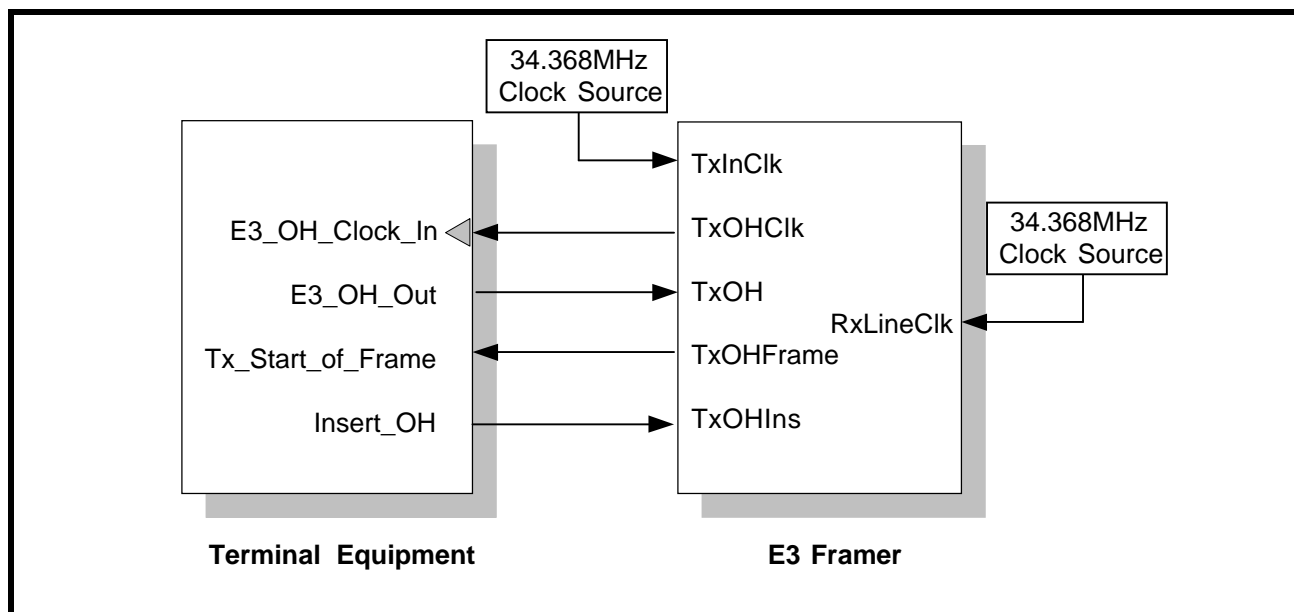 34.368MHz
Clock Source
TxInClk
E3_OH_Clock_In
TxOHClk
34.368MHz
Clock Source
E3_OH_Out
TxOH
RxLineClk
Tx_Start_of_Frame
TxOHFrame
Insert_OH
TxOHIns
Terminal Equipment
E3 Framer